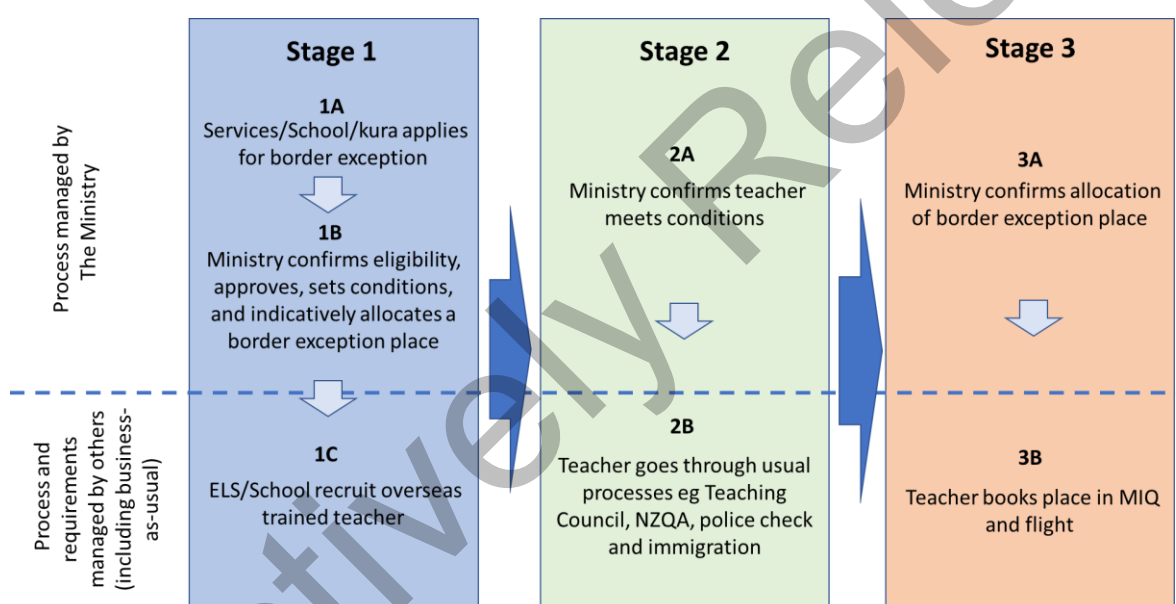 Stage 1
1A
Services/School/kura applies
for border exception
1B
Ministry confirms eligibility,
approves, sets conditions,
and indicatively allocates a
border exception place
1C
ELS/School recruit overseas
trained teacher
Stage 2
2A
Ministry confirms teacher
meets conditions
2B
Teacher goes through usual
processes eg Teaching
Council, NZQA, police check
and immigration
Stage 3
3A
Ministry confirms allocation
of border exception place
3B
Teacher books place in MIQ
and flight
Process managed by
The Ministry
Process and
requirements
managed by others
(including business-
as-usual)